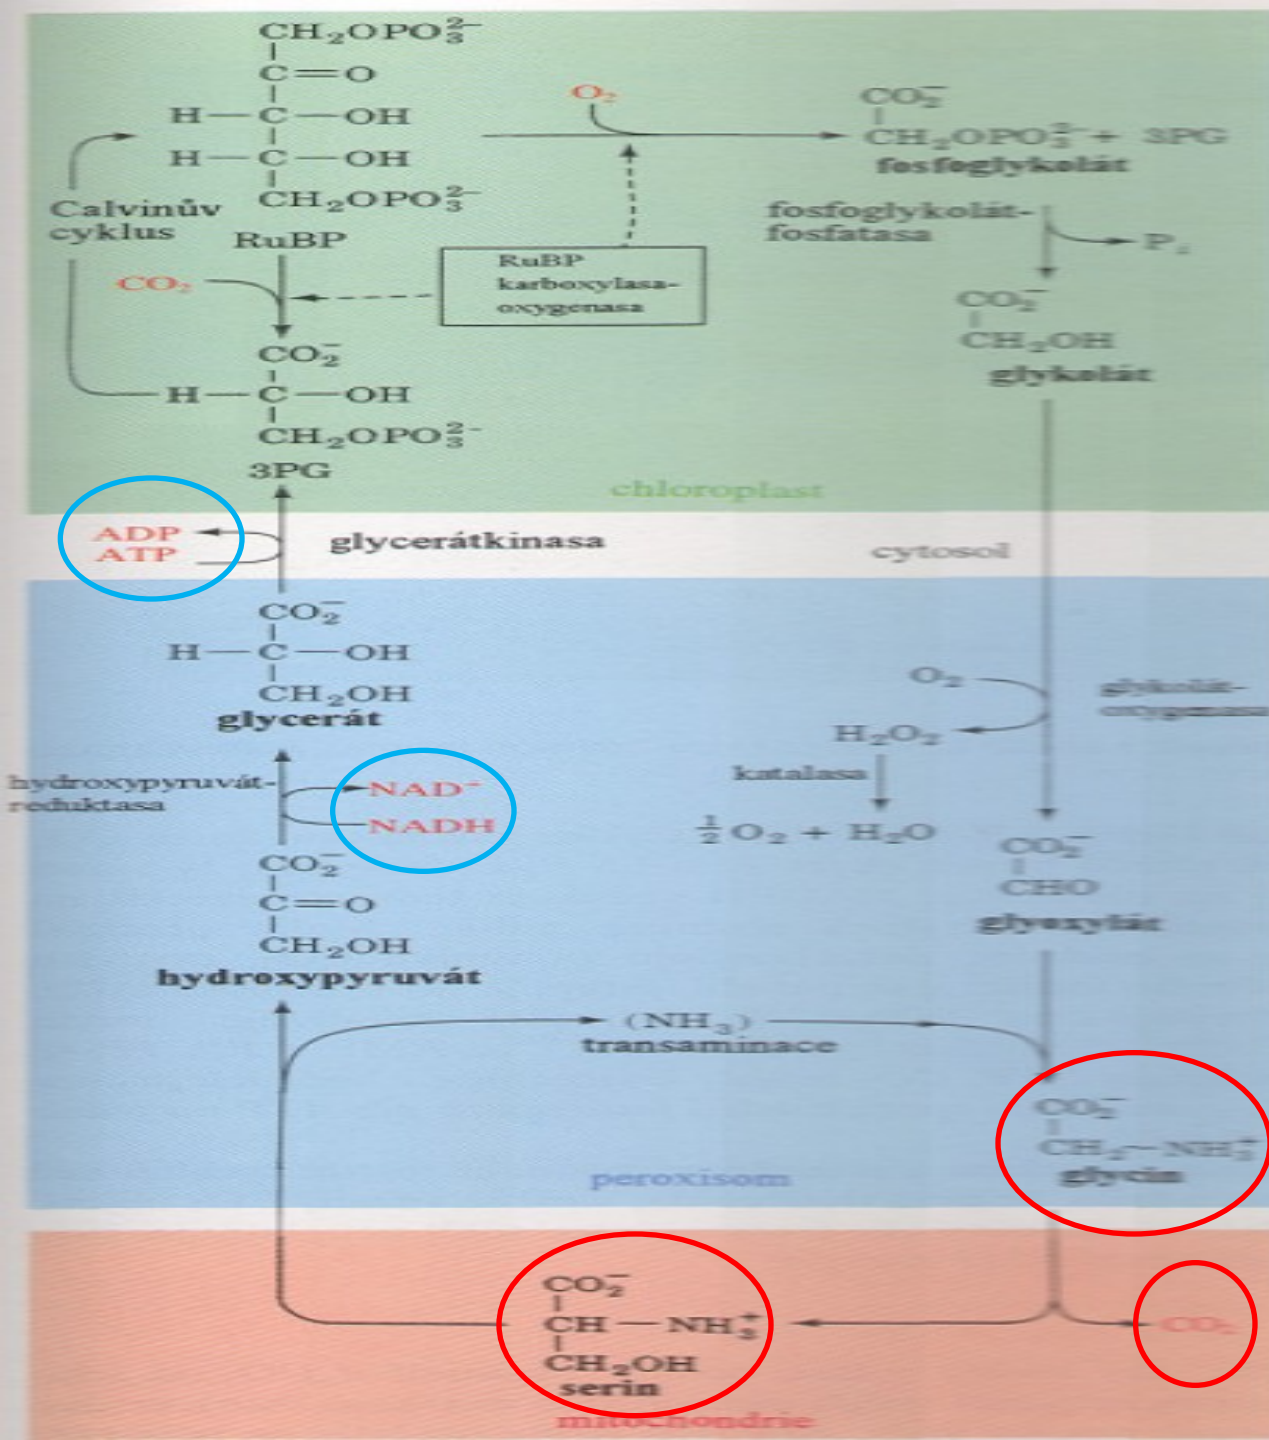 CH₂OPO₃²⁻
C=O
H—C—OH
H—C—OH
CH₂OPO₃²⁻
RuBP
Calvinův
cyklus
O₂
CO₂⁻
CH₂OPO₃²⁻ + 3PG
fosfoglykolát
fosfoglykolát-
fosfatasa
Pᵢ
CO₂
RuBP
karboxylasa-
oxygenasa
CO₂⁻
CH₂OH
glykolát
CO₂⁻
H—C—OH
CH₂OPO₃²⁻
3PG
chloroplast
ADP
ATP
glycerátkinasa
cytosol
CO₂⁻
H—C—OH
CH₂OH
glycerát
O₂
glykolát-
oxygenasa
H₂O₂
katalasa
½ O₂ + H₂O
hydroxypyruvát-
reduktasa
NAD⁺
NADH
CO₂⁻
C=O
CH₂OH
hydroxypyruvát
CO₂⁻
CHO
glyoxylát
(NH₃)
transaminace
CO₂⁻
CH₂—NH₃⁺
glycin
peroxisom
CO₂⁻
CH—NH₃⁺
CH₂OH
serin
CO₂
mitochondrie